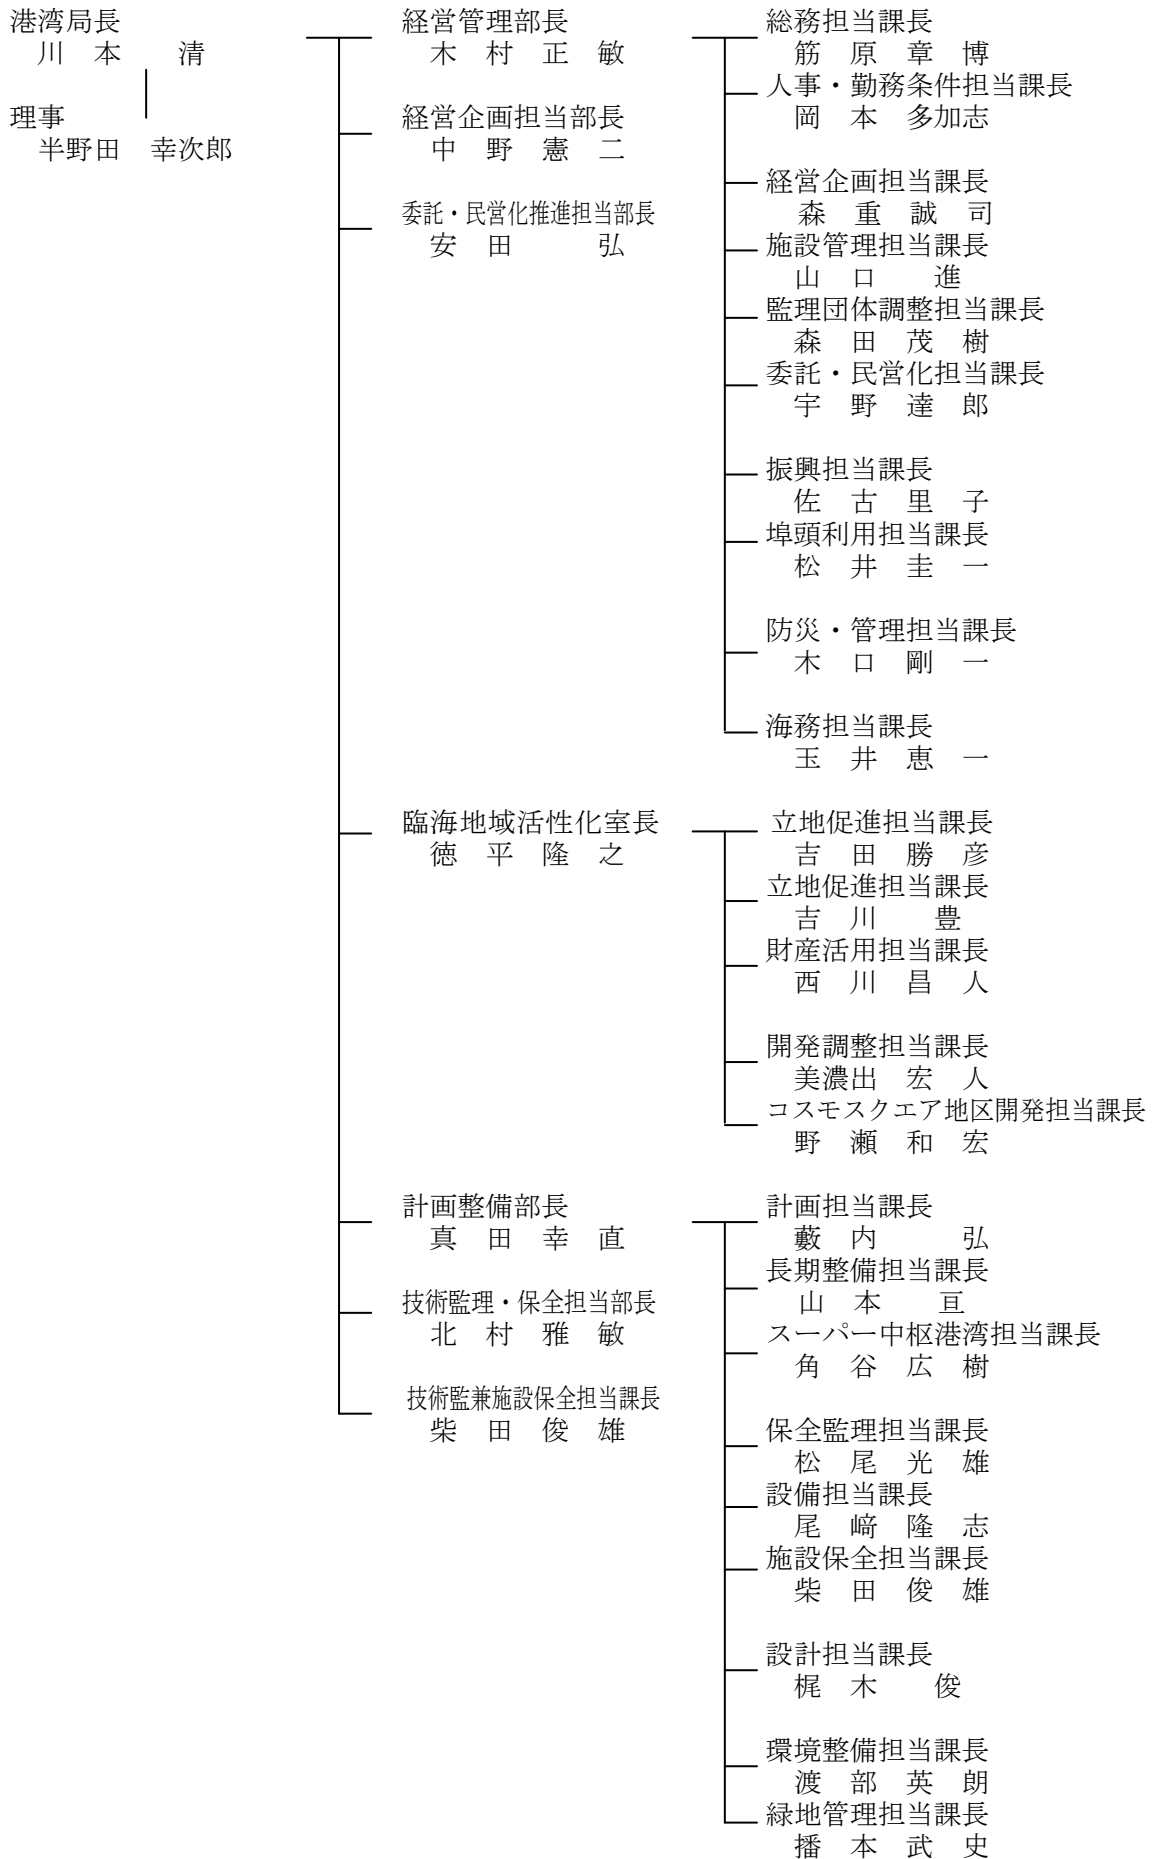 港湾局長
川 本 清
理事
半野田 幸次郎
経営管理部長
木 村 正 敏
経営企画担当部長
中 野 憲 二
委託・民営化推進担当部長
安 田 弘
総務担当課長
筋 原 章 博
人事・勤務条件担当課長
岡 本 多加志
経営企画担当課長
森 重 誠 司
施設管理担当課長
山 口 進
監理団体調整担当課長
森 田 茂 樹
委託・民営化担当課長
宇 野 達 郎
振興担当課長
佐 古 里 子
埠頭利用担当課長
松 井 圭 一
防災・管理担当課長
木 口 剛 一
海務担当課長
玉 井 恵 一
臨海地域活性化室長
徳 平 隆 之
立地促進担当課長
吉 田 勝 彦
立地促進担当課長
吉 川 豊
財産活用担当課長
西 川 昌 人
開発調整担当課長
美濃出 宏 人
コスモスクエア地区開発担当課長
野 瀬 和 宏
計画整備部長
真 田 幸 直
技術監理・保全担当部長
北 村 雅 敏
技術監兼施設保全担当課長
柴 田 俊 雄
計画担当課長
藪 内 弘
長期整備担当課長
山 本 亘
スーパー中枢港湾担当課長
角 谷 広 樹
保全監理担当課長
松 尾 光 雄
設備担当課長
尾 﨑 隆 志
施設保全担当課長
柴 田 俊 雄
設計担当課長
梶 木 俊
環境整備担当課長
渡 部 英 朗
緑地管理担当課長
播 本 武 史